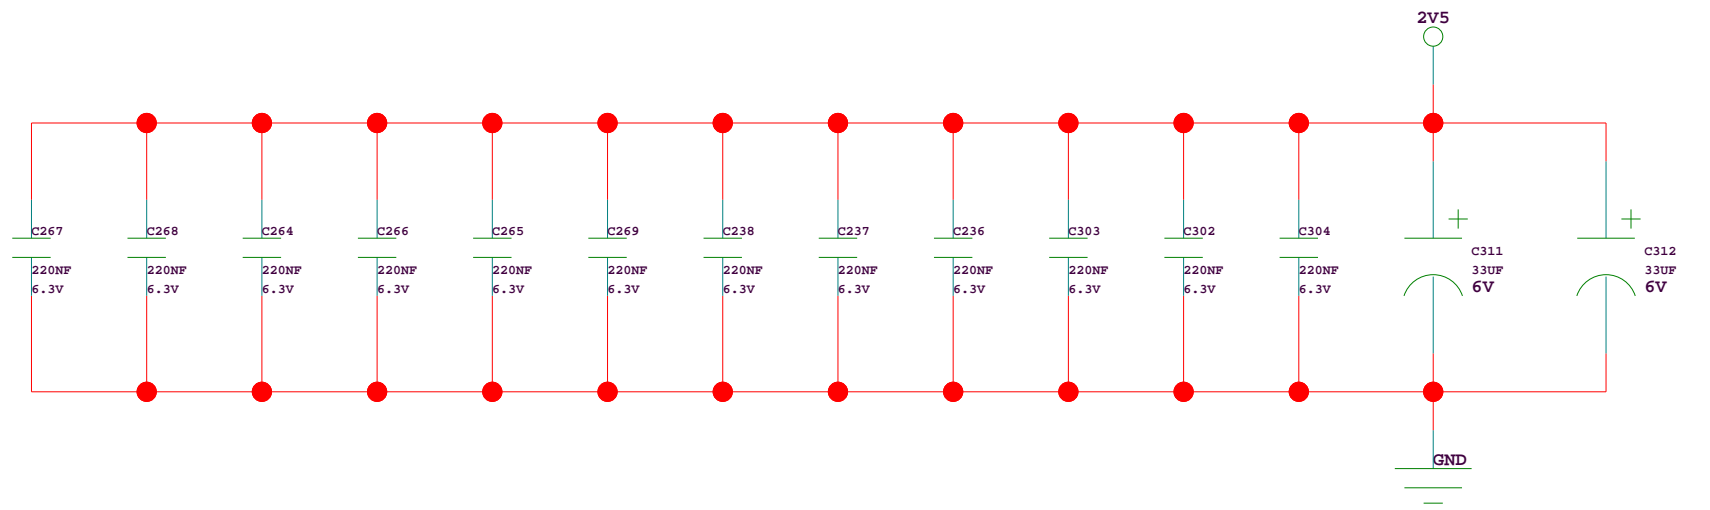 2V5
C267 C268 C264 C266 C265 C269 C238 C237 C236 C303 C302 C304
C311 C312
220NF 220NF 220NF 220NF 220NF 220NF 220NF 220NF 220NF 220NF 220NF 220NF 33UF 33UF
6.3V 6.3V 6.3V 6.3V 6.3V 6.3V 6.3V 6.3V 6.3V 6.3V 6.3V 6.3V 6V 6V
GND